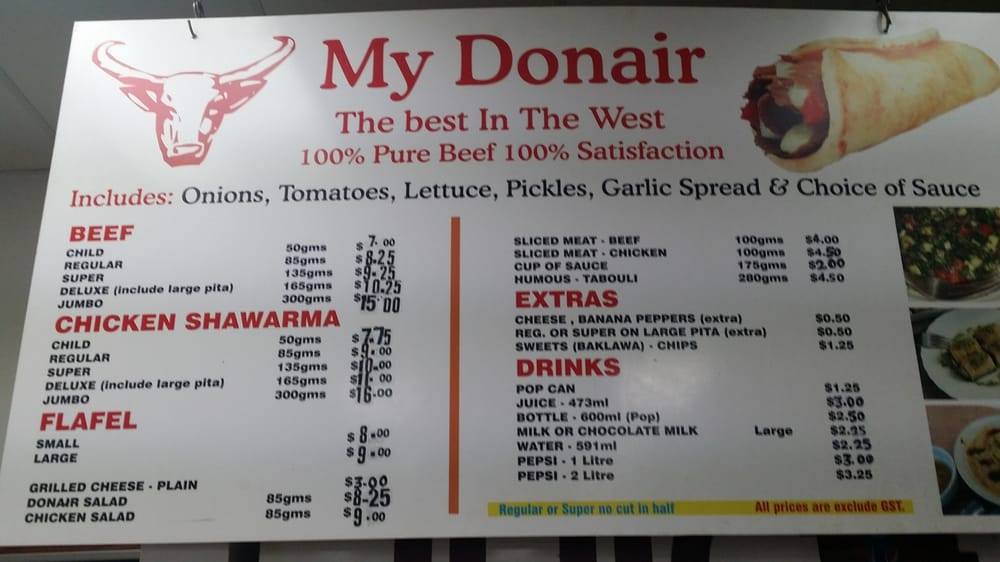 My Donair
The best In The West
100% Pure Beef 100% Satisfaction
Includes: Onions, Tomatoes, Lettuce, Pickles, Garlic Spread & Choice of Sauce
BEEF
CHILD 50gms $7.00
REGULAR 85gms $8.25
SUPER 135gms $9.25
DELUXE (include large pita) 165gms $10.25
JUMBO 300gms $15.00
CHICKEN SHAWARMA
CHILD 50gms $7.75
REGULAR 85gms $9.00
SUPER 135gms $10.00
DELUXE (include large pita) 165gms
JUMBO 300gms $16.00
FLAFEL
SMALL $8.00
LARGE $9.00
GRILLED CHEESE - PLAIN $3.00
DONAIR SALAD 85gms $8.25
CHICKEN SALAD 85gms $9.00
SLICED MEAT - BEEF 100gms $4.00
SLICED MEAT - CHICKEN 100gms $4.50
CUP OF SAUCE 175gms $2.00
HUMOUS - TABOULI 280gms $4.50
EXTRAS
CHEESE, BANANA PEPPERS (extra) $0.50
REG. OR SUPER ON LARGE PITA (extra) $0.50
SWEETS (BAKLAWA) - CHIPS $1.25
DRINKS
POP CAN $1.25
JUICE - 473ml $3.00
BOTTLE - 600ml (Pop) $2.50
MILK OR CHOCOLATE MILK Large $2.25
WATER - 591ml $2.25
PEPSI - 1 Litre $3.00
PEPSI - 2 Litre $3.25
Regular or Super no cut in half All prices are exclude GST.